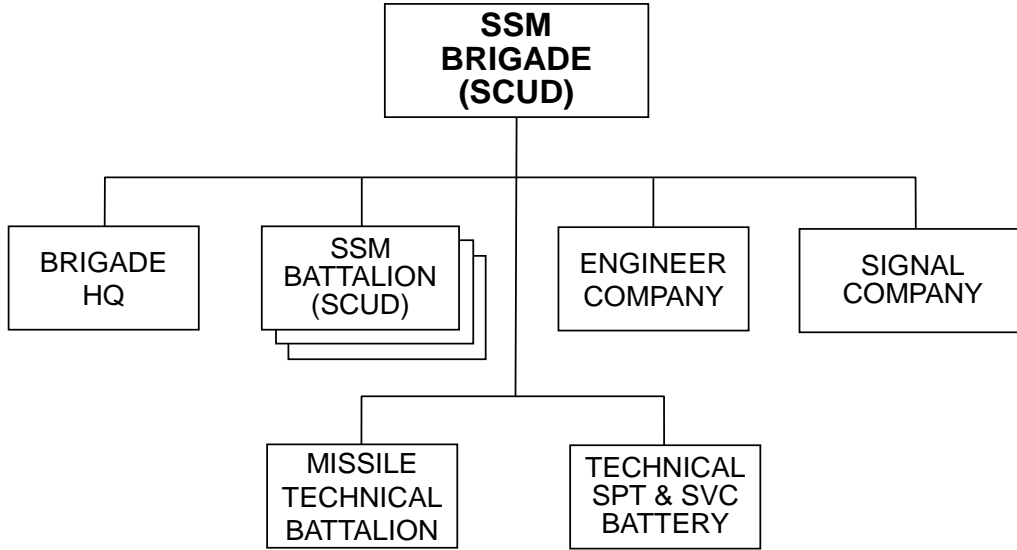 SSM
BRIGADE
(SCUD)
BRIGADE
HQ
SSM
BATTALION
(SCUD)
ENGINEER
COMPANY
SIGNAL
COMPANY
MISSILE
TECHNICAL
BATTALION
TECHNICAL
SPT & SVC
BATTERY